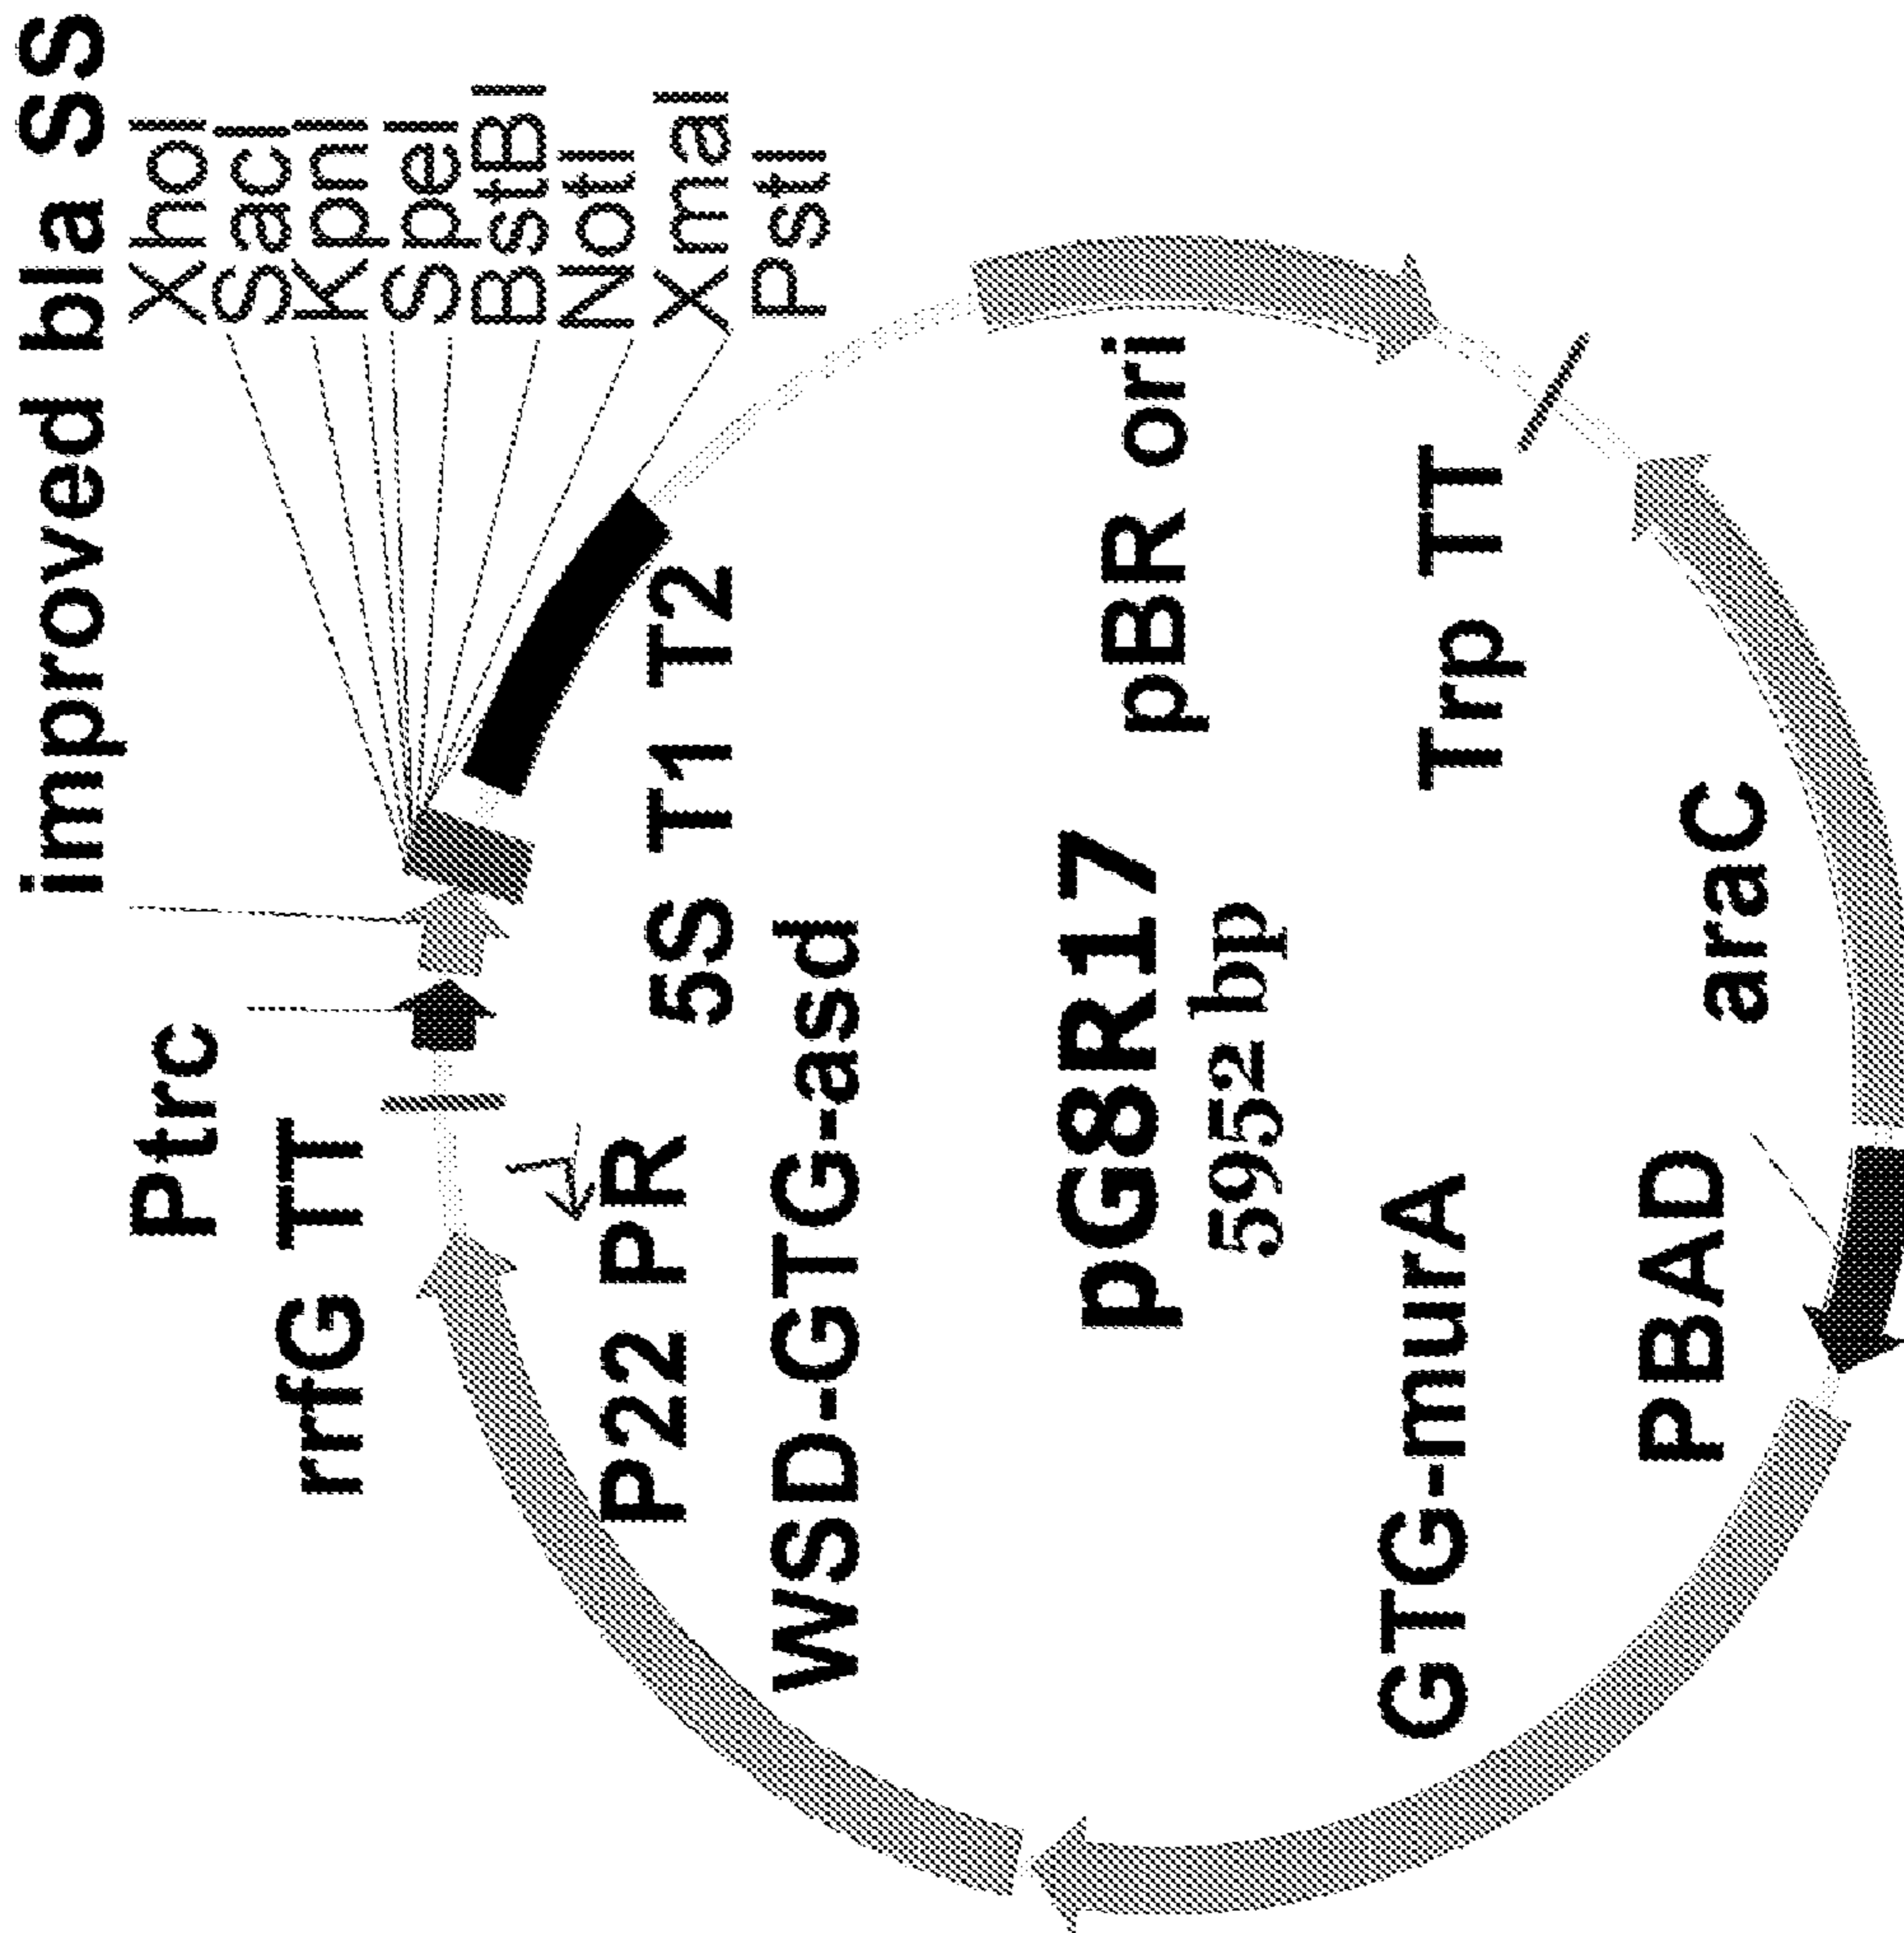 improved bla SS
Ptrc
XhoI
SacI
rrfG TT
KpnI
SpeI
BstBI
NotI
P22 PR
XmaI
5S T1 T2
PstI
WSD-GTG-asd
pG8R17
pBR ori
5952 bp
GTG-murA
Trp TT
PBAD
araC